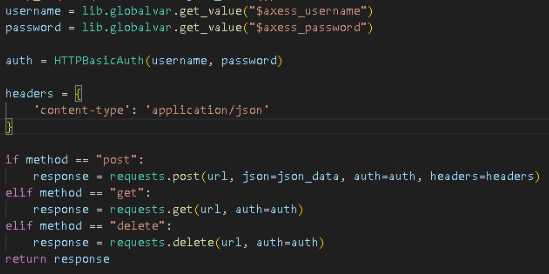 username = lib.globalvar.get_value("$axess_username")
password = lib.globalvar.get_value("$axess_password")
auth = HTTPBasicAuth(username, password)
headers = {
    'content-type': 'application/json'
}
if method == "post":
    response = requests.post(url, json=json_data, auth=auth, headers=headers)
elif method == "get":
    response = requests.get(url, auth=auth)
elif method == "delete":
    response = requests.delete(url, auth=auth)
return response